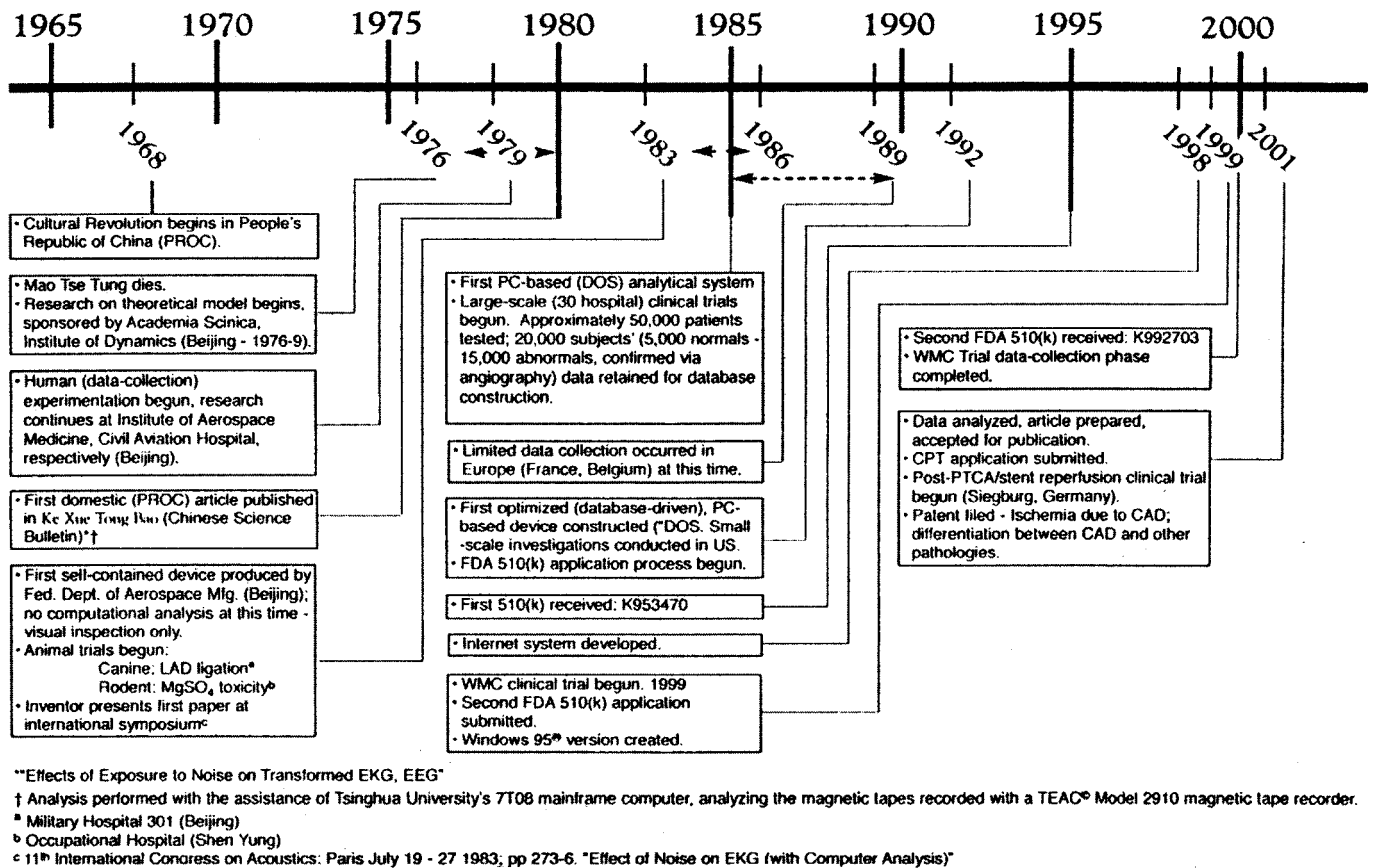 1965 1970 1975 1980 1985 1990 1995 2000
1968 1976 1979 1983 1986 1989 1992 1998 1999 2001
• Cultural Revolution begins in People's
Republic of China (PROC).
• Mao Tse Tung dies.
• Research on theoretical model begins,
sponsored by Academia Scinica,
Institute of Dynamics (Beijing - 1976-9).
• Human (data-collection)
experimentation begun, research
continues at Institute of Aerospace
Medicine, Civil Aviation Hospital,
respectively (Beijing).
• First domestic (PROC) article published
in Ke Xue Tong Bao (Chinese Science
Bulletin)*†
• First self-contained device produced by
Fed. Dept. of Aerospace Mfg. (Beijing);
no computational analysis at this time -
visual inspection only.
• Animal trials begun:
Canine: LAD ligationª
Rodent: MgSO₄ toxicityᵇ
• Inventor presents first paper at
international symposiumᶜ
• First PC-based (DOS) analytical system
• Large-scale (30 hospital) clinical trials
begun. Approximately 50,000 patients
tested; 20,000 subjects' (5,000 normals -
15,000 abnormals, confirmed via
angiography) data retained for database
construction.
• Limited data collection occurred in
Europe (France, Belgium) at this time.
• First optimized (database-driven), PC-
based device constructed ("DOS. Small
-scale investigations conducted in US.
• FDA 510(k) application process begun.
• First 510(k) received: K953470
• Internet system developed.
• WMC clinical trial begun. 1999
• Second FDA 510(k) application
submitted.
• Windows 95™ version created.
• Second FDA 510(k) received: K992703
• WMC Trial data-collection phase
completed.
• Data analyzed, article prepared,
accepted for publication.
• CPT application submitted.
• Post-PTCA/stent reperfusion clinical trial
begun (Siegburg, Germany).
• Patent filed - Ischemia due to CAD;
differentiation between CAD and other
pathologies.
*"Effects of Exposure to Noise on Transformed EKG, EEG"
† Analysis performed with the assistance of Tsinghua University's 7T08 mainframe computer, analyzing the magnetic tapes recorded with a TEAC© Model 2910 magnetic tape recorder.
ª Military Hospital 301 (Beijing)
ᵇ Occupational Hospital (Shen Yung)
ᶜ 11ᵗʰ International Congress on Acoustics: Paris July 19 - 27 1983; pp 273-6. "Effect of Noise on EKG (with Computer Analysis)"